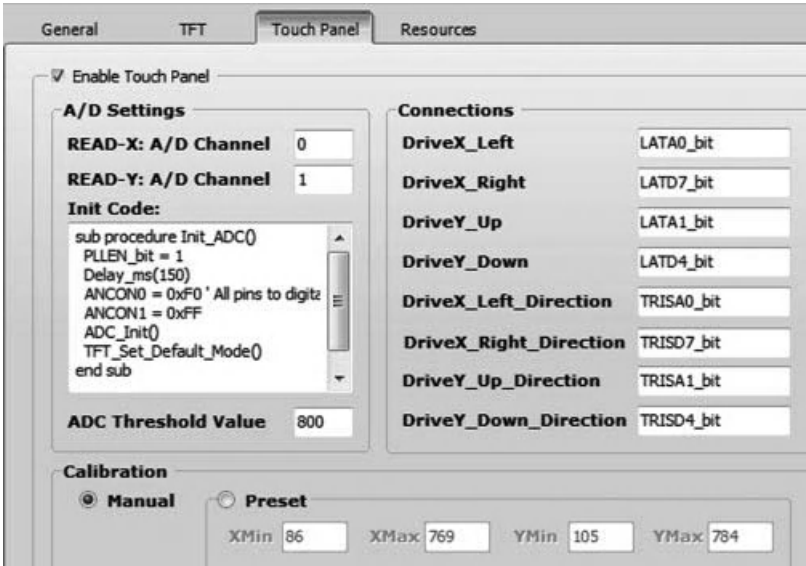 General TFT Touch Panel Resources
Enable Touch Panel
A/D Settings
READ-X: A/D Channel 0
READ-Y: A/D Channel 1
Init Code:
sub procedure Init_ADC()
PLLEN_bit = 1
Delay_ms(150)
ANCON0 = 0xF0 ' All pins to digita
ANCON1 = 0xFF
ADC_Init()
TFT_Set_Default_Mode()
end sub
ADC Threshold Value 800
Connections
DriveX_Left LATA0_bit
DriveX_Right LATD7_bit
DriveY_Up LATA1_bit
DriveY_Down LATD4_bit
DriveX_Left_Direction TRISA0_bit
DriveX_Right_Direction TRISD7_bit
DriveY_Up_Direction TRISA1_bit
DriveY_Down_Direction TRISD4_bit
Calibration
Manual Preset
XMin 86 XMax 769 YMin 105 YMax 784